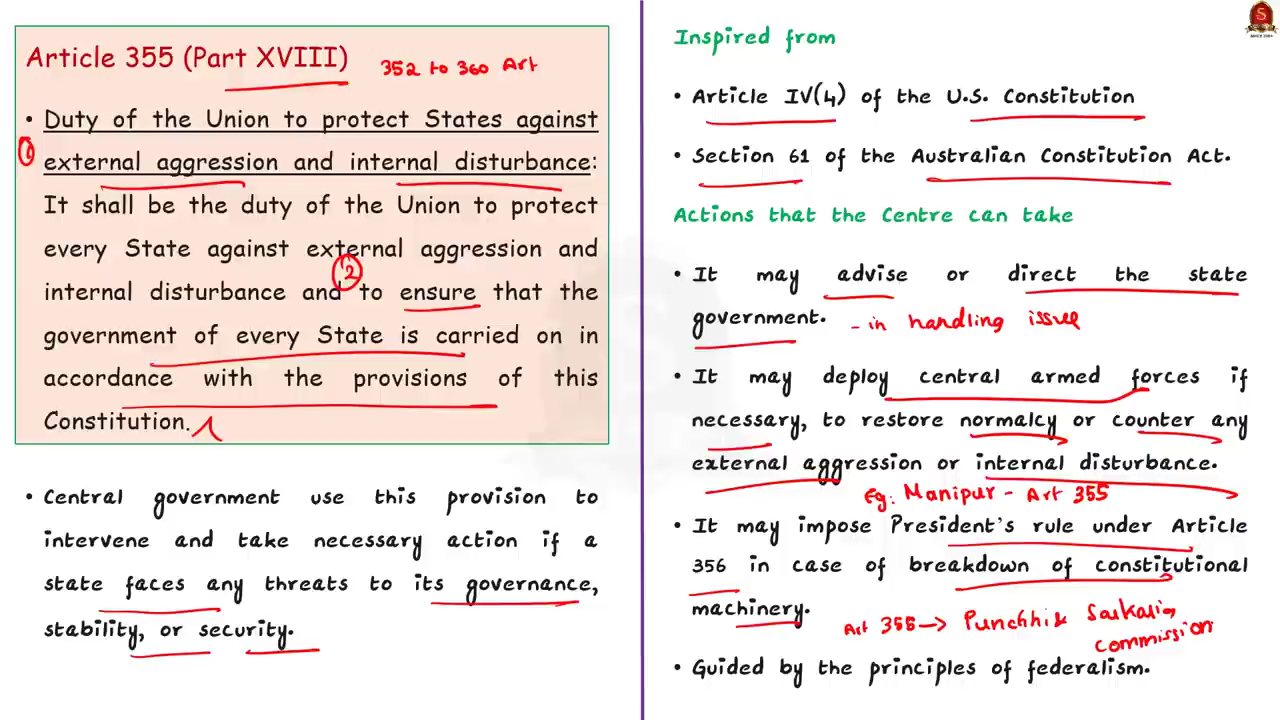 Article 355 (Part XVIII)
352 to 360 Art
• Duty of the Union to protect States against
1
external aggression and internal disturbance:
It shall be the duty of the Union to protect
every State against external aggression and
2
internal disturbance and to ensure that the
government of every State is carried on in
accordance with the provisions of this
Constitution.
• Central government use this provision to
intervene and take necessary action if a
state faces any threats to its governance,
stability, or security.
Inspired from
• Article IV(4) of the U.S. Constitution
• Section 61 of the Australian Constitution Act.
Actions that the Centre can take
• It may advise or direct the state
government. - in handling issue
• It may deploy central armed forces if
necessary, to restore normalcy or counter any
external aggression or internal disturbance.
Eg: Manipur - Art 355
• It may impose President's rule under Article
356 in case of breakdown of constitutional
machinery.
Art 355 → Punchhi & Sarkaria
commission
• Guided by the principles of federalism.